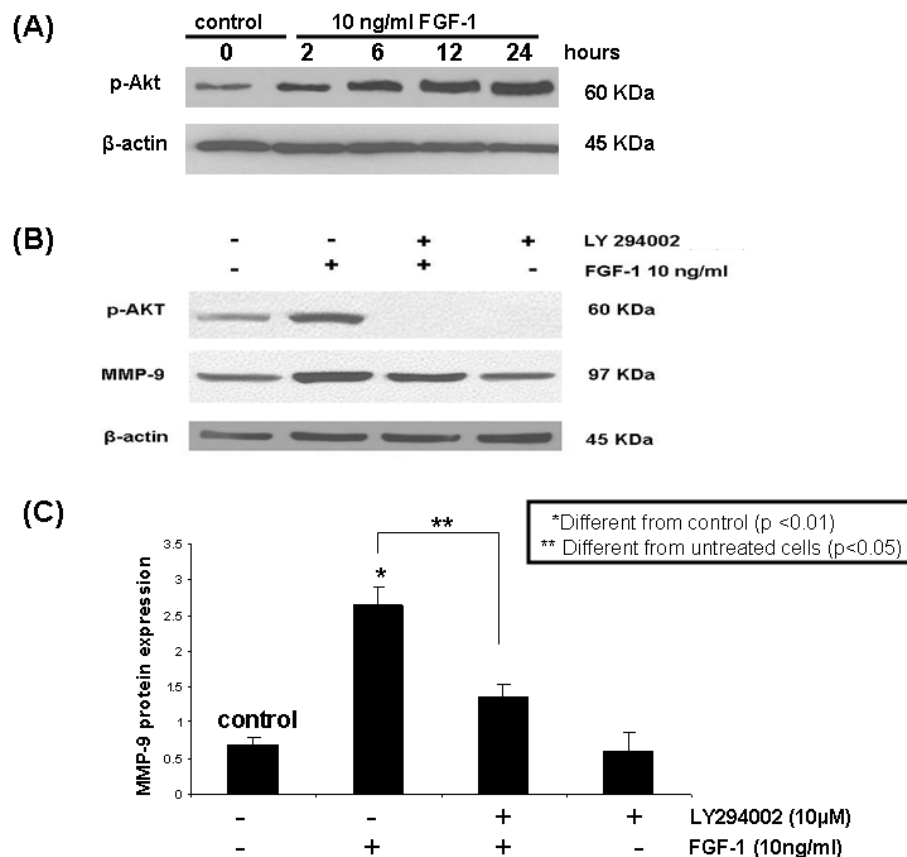 (A)
control 10 ng/ml FGF-1
0 2 6 12 24 hours
p-Akt 60 KDa
β-actin 45 KDa
(B)
- - + + LY 294002
- + + - FGF-1 10 ng/ml
p-AKT 60 KDa
MMP-9 97 KDa
β-actin 45 KDa
(C)
*Different from control (p <0.01)
** Different from untreated cells (p<0.05)
**
*
control
MMP-9 protein expression
3.5
3
2.5
2
1.5
1
0.5
0
- - + + LY294002 (10µM)
- + + - FGF-1 (10ng/ml)